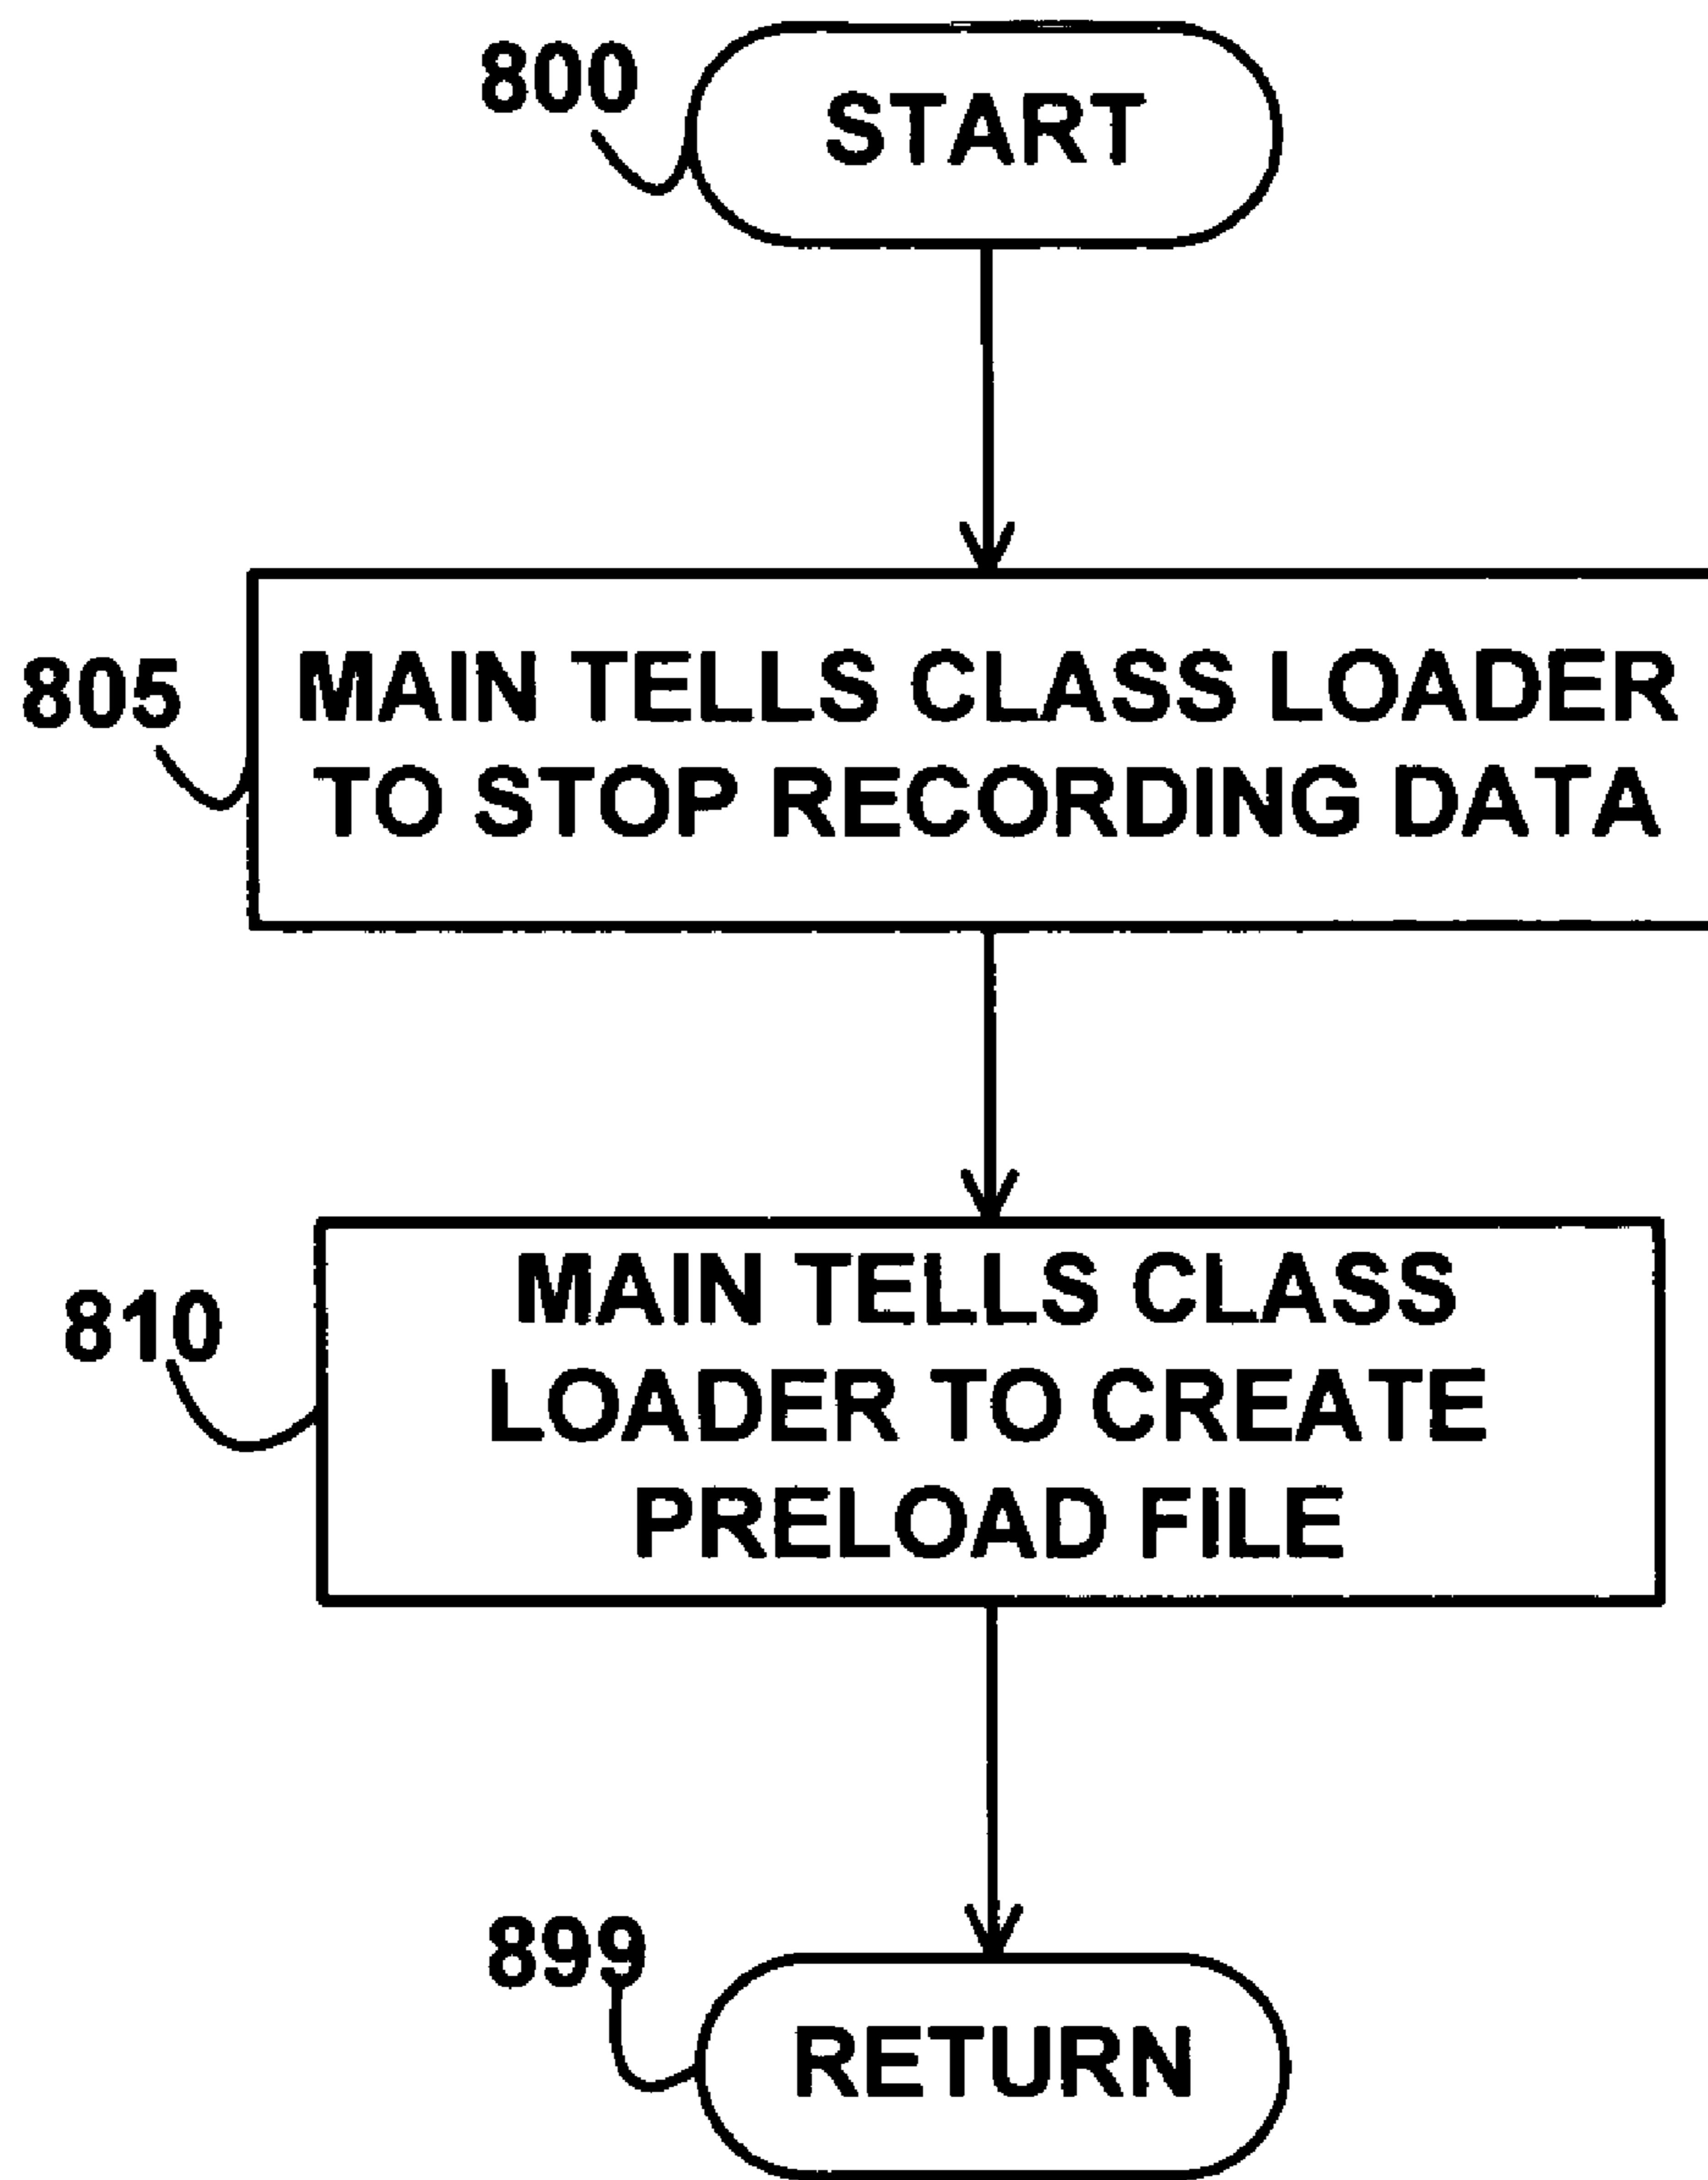 800
START
805
MAIN TELLS CLASS LOADER
TO STOP RECORDING DATA
810
MAIN TELLS CLASS
LOADER TO CREATE
PRELOAD FILE
899
RETURN